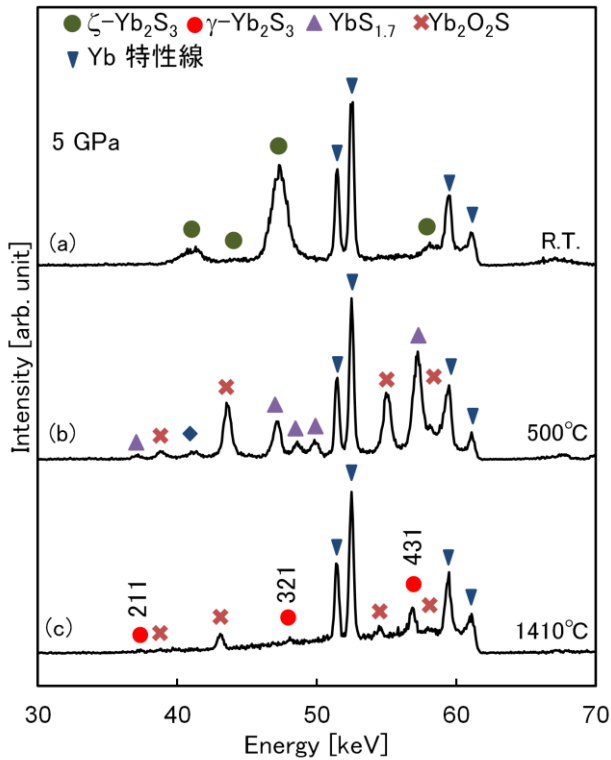 ζ-Yb₂S₃ γ-Yb₂S₃ YbS₁.₇ Yb₂O₂S
Yb 特性線
5 GPa
(a)
R.T.
(b)
500℃
211
321
431
(c)
1410℃
30 40 50 60 70
Energy [keV]
Intensity [arb. unit]